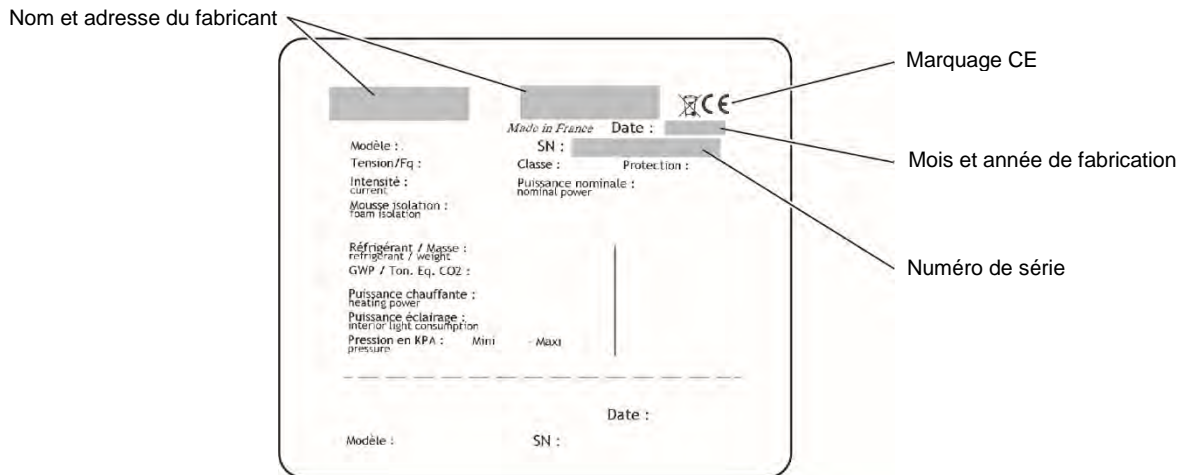 Nom et adresse du fabricant
Marquage CE
CE
Made in France Date :
Mois et année de fabrication
Modèle : SN :
Tension/Fq : Classe : Protection :
Intensité : Puissance nominale :
current nominal power
Mousse isolation :
foam isolation
Réfrigérant / Masse :
refrigerant / weight
Numéro de série
GWP / Ton. Eq. CO2 :
Puissance chauffante :
heating power
Puissance éclairage :
interior light consumption
Pression en KPA : Mini - Maxi
pressure
Date :
Modèle : SN :